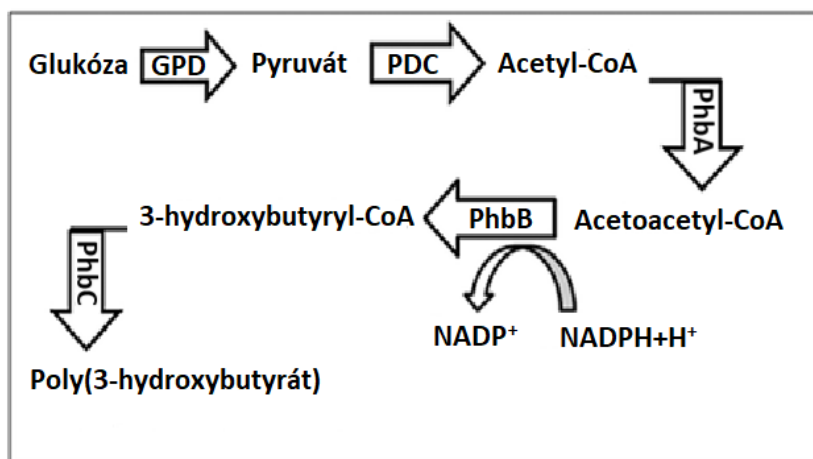 Glukóza GPD Pyruvát PDC Acetyl-CoA
PhbA
3-hydroxybutyryl-CoA PhbB Acetoacetyl-CoA
PhbC
NADP⁺ NADPH+H⁺
Poly(3-hydroxybutyrát)